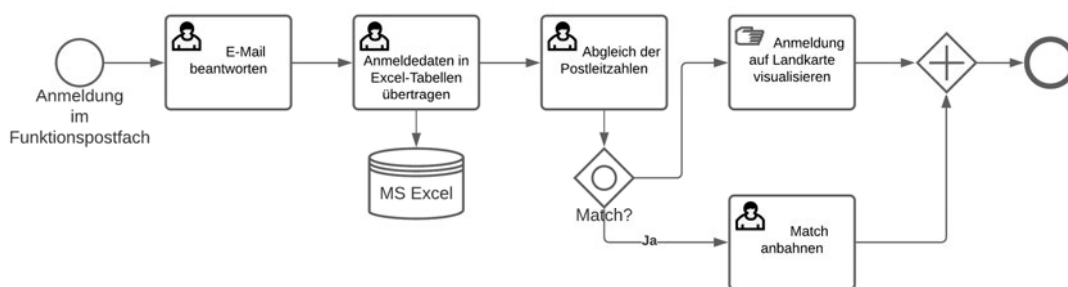 Anmeldung
im
Funktionspostfach
E-Mail
beantworten
Anmeldedaten in
Excel-Tabellen
übertragen
MS Excel
Abgleich der
Postleitzahlen
Match?
Ja
Anmeldung
auf Landkarte
visualisieren
Match
anbahnen